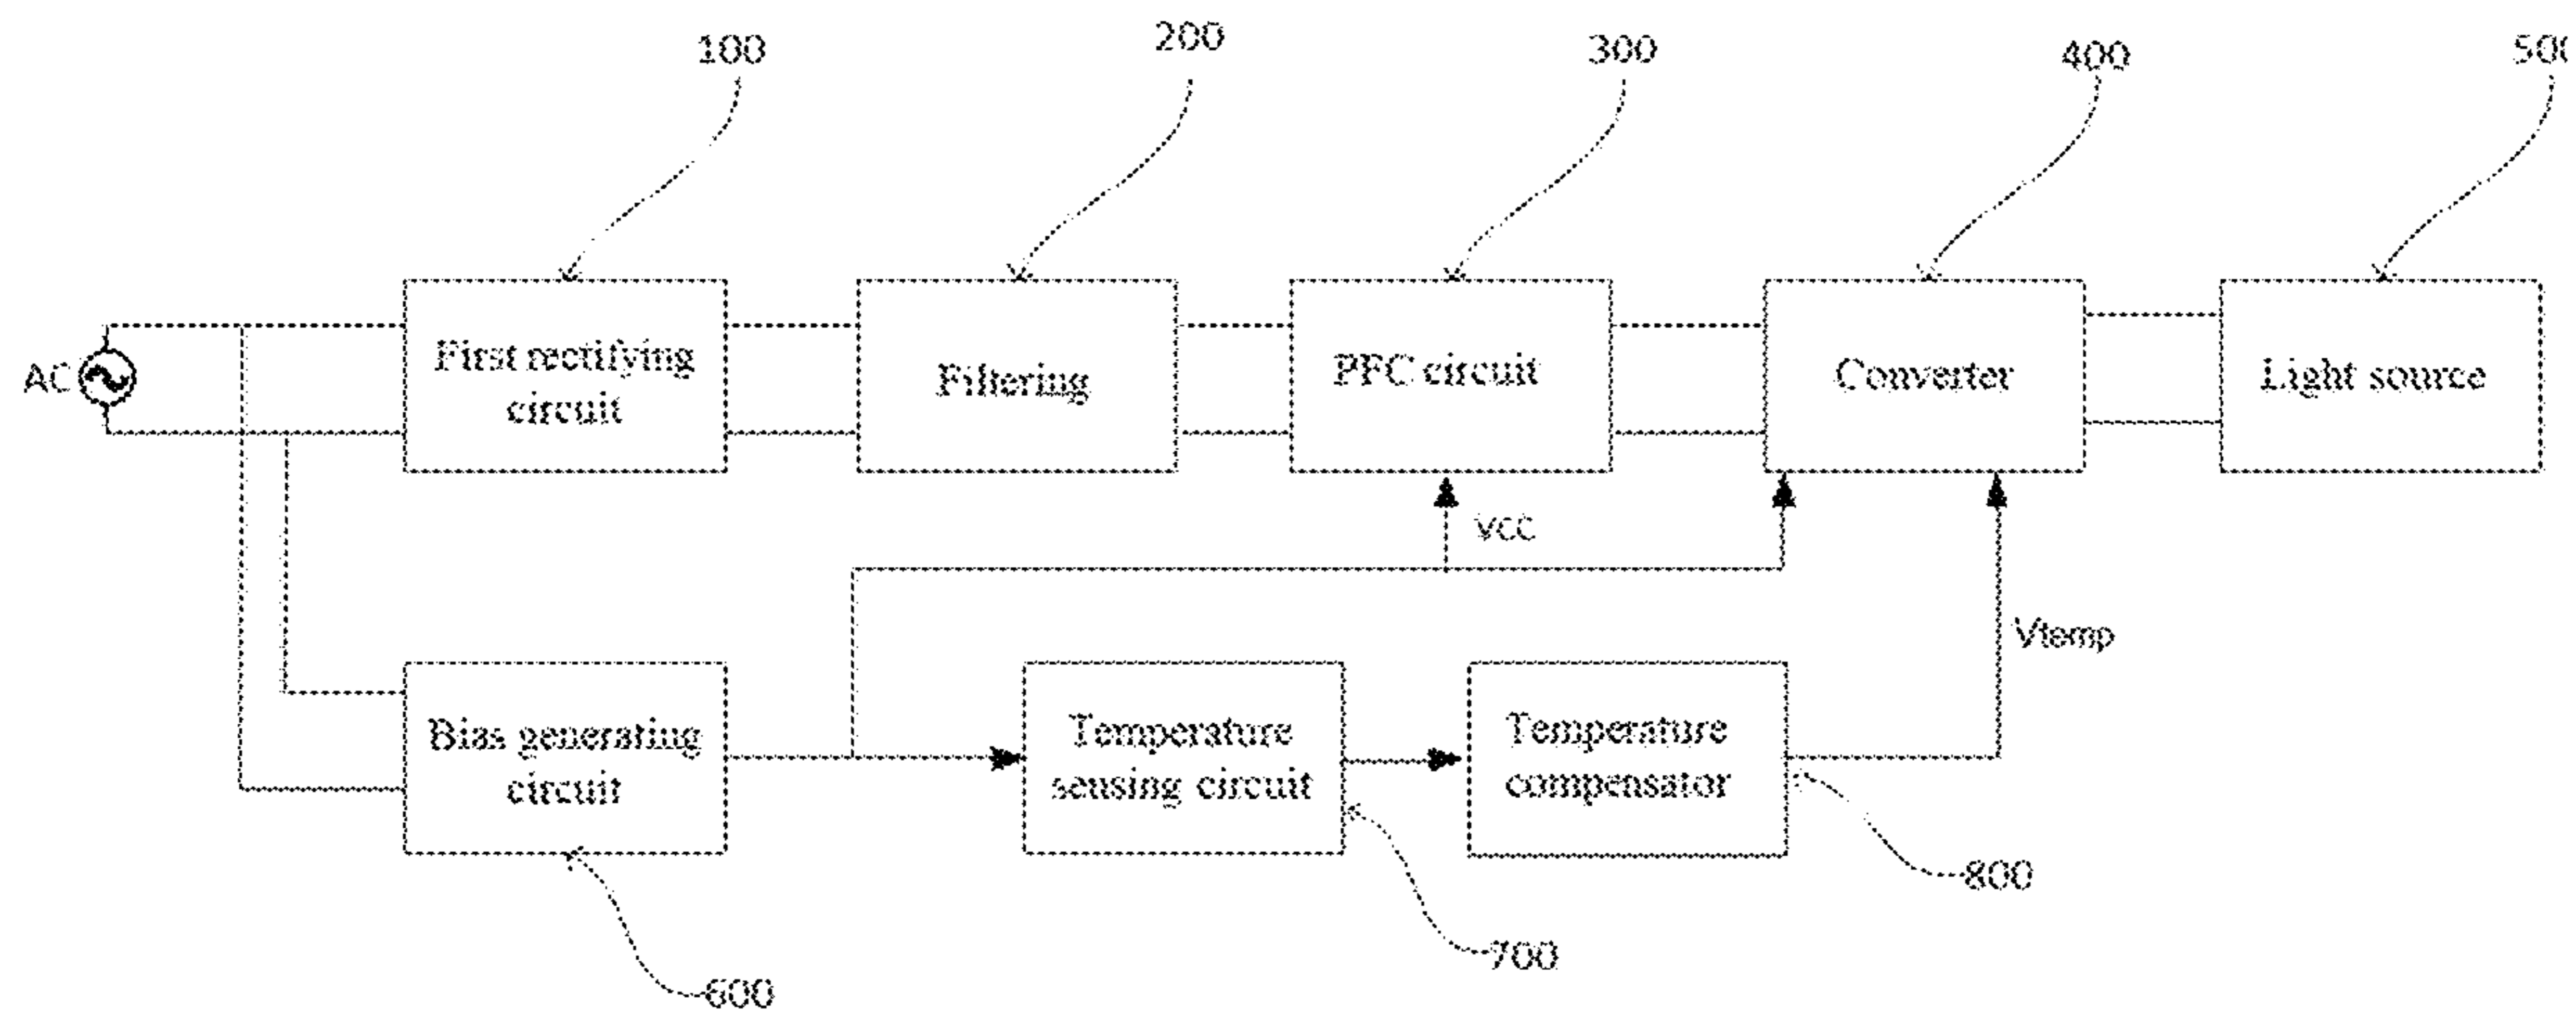 100
200
300
400
500
AC
First rectifying
circuit
Filtering
PFC circuit
Converter
Light source
VCC
Vtemp
Bias generating
circuit
Temperature
sensing circuit
Temperature
compensator
800
700
600